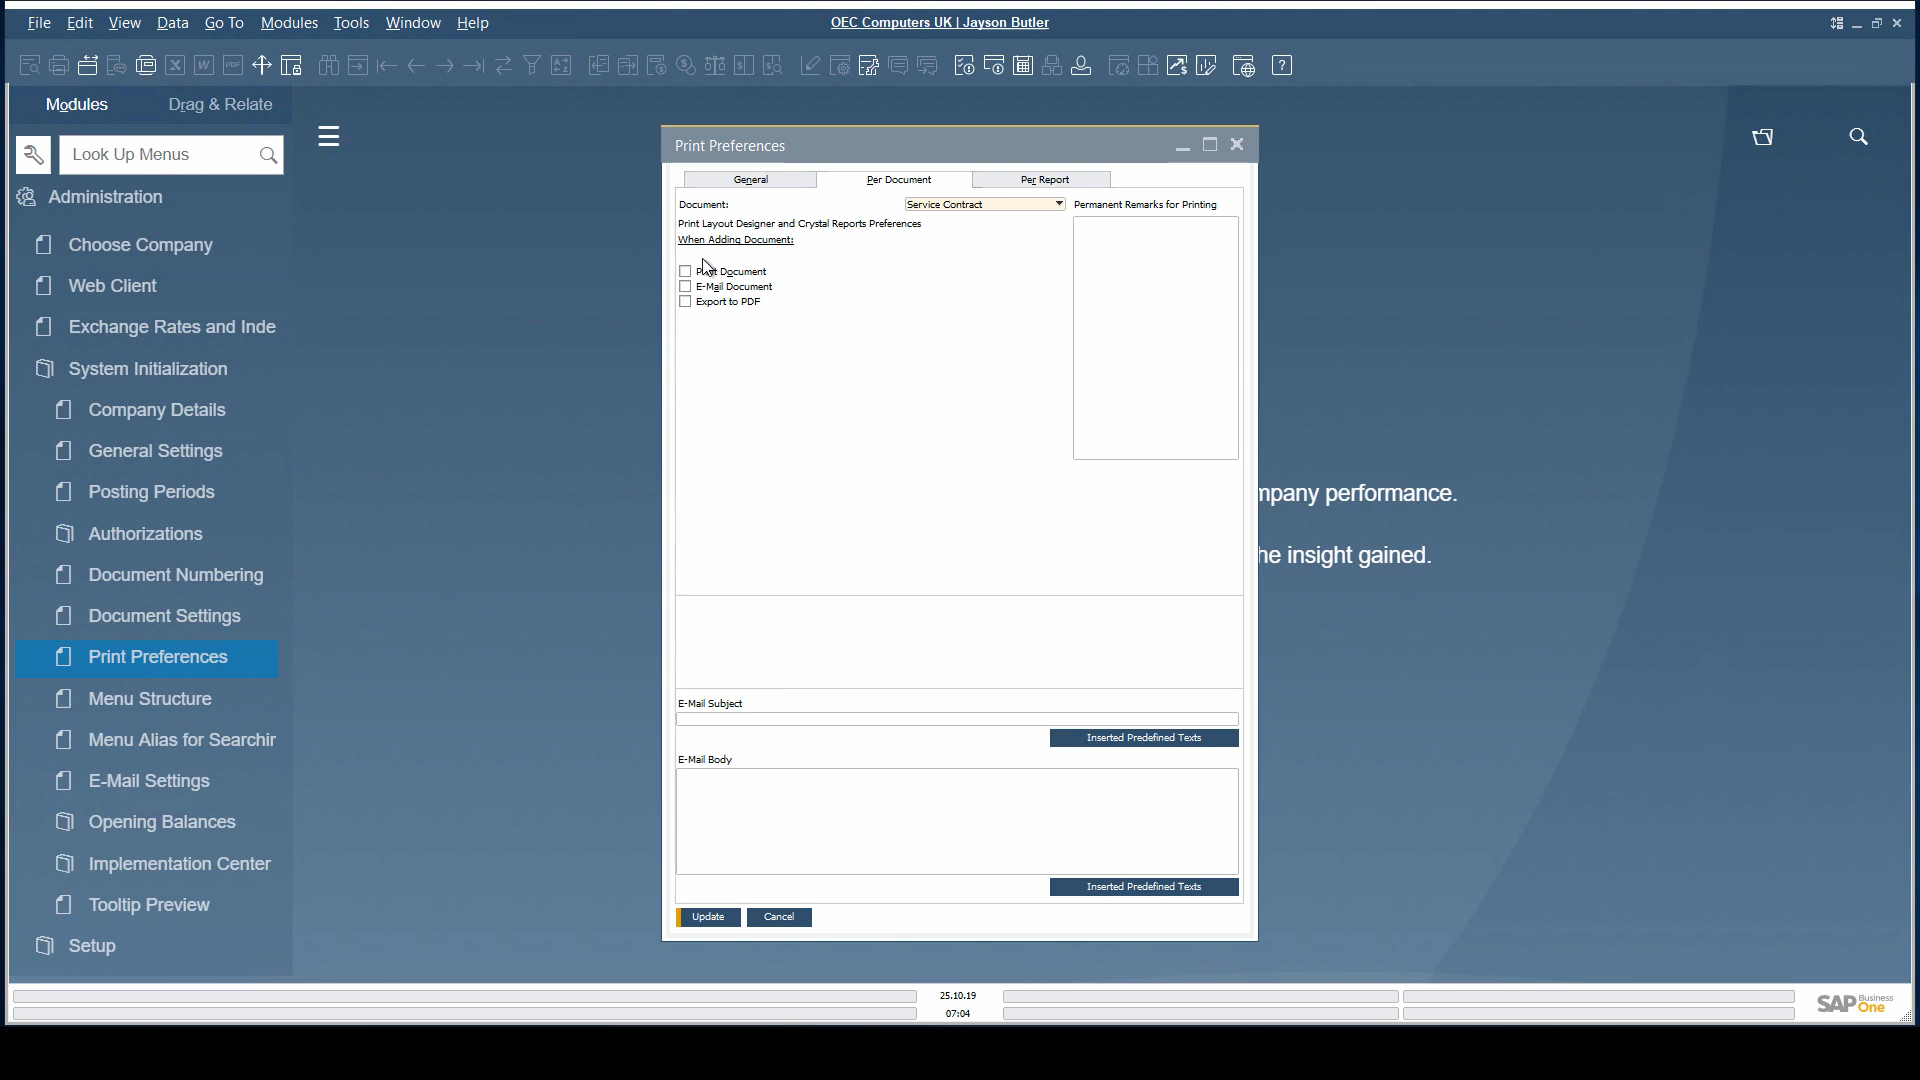 File Edit View Data Go To Modules Tools Window Help
OEC Computers UK | Jayson Butler
Modules Drag & Relate
Look Up Menus
Administration
Choose Company
Web Client
Exchange Rates and Inde
System Initialization
Company Details
General Settings
Posting Periods
Authorizations
Document Numbering
Document Settings
Print Preferences
Menu Structure
Menu Alias for Searchir
E-Mail Settings
Opening Balances
Implementation Center
Tooltip Preview
Setup
Print Preferences
General Per Document Per Report
Document: Service Contract Permanent Remarks for Printing
Print Layout Designer and Crystal Reports Preferences
When Adding Document:
Document
E-Mail Document
Export to PDF
E-Mail Subject
Inserted Predefined Texts
E-Mail Body
Inserted Predefined Texts
Update Cancel
mpany performance.
he insight gained.
25.10.19
07:04
SAP Business
One